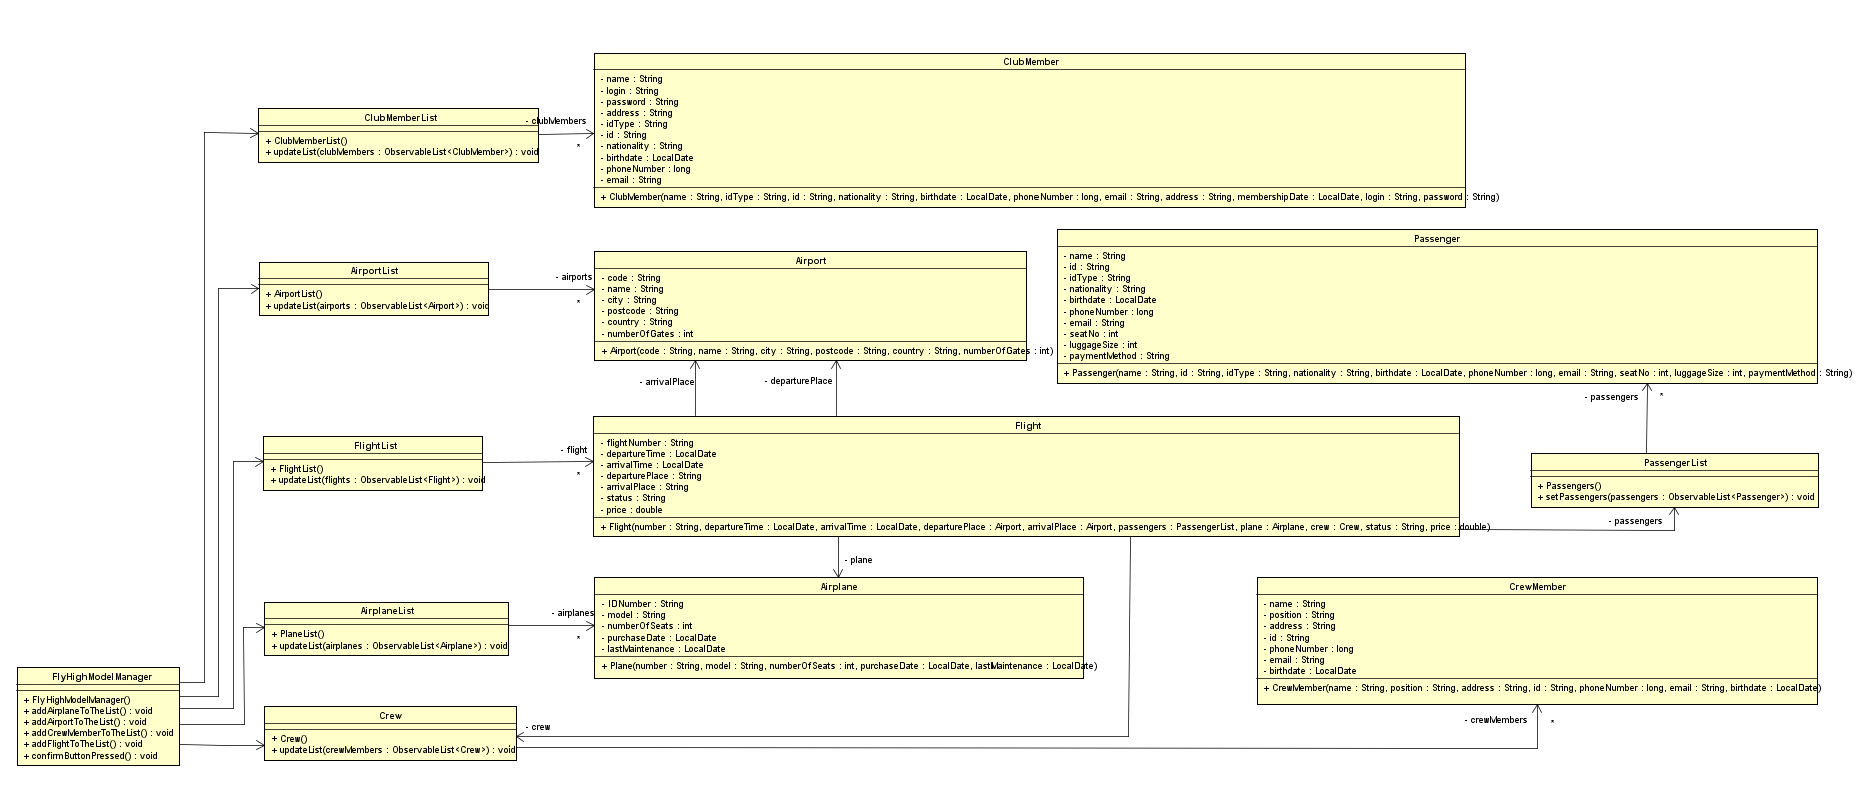 ClubMember
- name : String
- login : String
- password : String
- address : String
- idType : String
- id : String
- nationality : String
- birthdate : LocalDate
- phoneNumber : long
- email : String
+ ClubMember(name : String, idType : String, id : String, nationality : String, birthdate : LocalDate, phoneNumber : long, email : String, address : String, membershipDate : LocalDate, login : String, password : String)
ClubMemberList
+ ClubMemberList()
+ updateList(clubMembers : ObservableList<ClubMember>) : void
- clubMembers
*
AirportList
+ AirportList()
+ updateList(airports : ObservableList<Airport>) : void
- airports
*
Airport
- code : String
- name : String
- city : String
- postcode : String
- country : String
- numberOfGates : int
+ Airport(code : String, name : String, city : String, postcode : String, country : String, numberOfGates : int)
Passenger
- name : String
- id : String
- idType : String
- nationality : String
- birthdate : LocalDate
- phoneNumber : long
- email : String
- seatNo : int
- luggageSize : int
- paymentMethod : String
+ Passenger(name : String, id : String, idType : String, nationality : String, birthdate : LocalDate, phoneNumber : long, email : String, seatNo : int, luggageSize : int, paymentMethod : String)
- arrivalPlace
- departurePlace
- passengers
*
FlightList
+ FlightList()
+ updateList(flights : ObservableList<Flight>) : void
- flight
*
Flight
- flightNumber : String
- departureTime : LocalDate
- arrivalTime : LocalDate
- departurePlace : String
- arrivalPlace : String
- status : String
- price : double
+ Flight(number : String, departureTime : LocalDate, arrivalTime : LocalDate, departurePlace : Airport, arrivalPlace : Airport, passengers : PassengerList, plane : Airplane, crew : Crew, status : String, price : double)
PassengerList
+ Passengers()
+ setPassengers(passengers : ObservableList<Passenger>) : void
- passengers
- plane
AirplaneList
+ PlaneList()
+ updateList(airplanes : ObservableList<Airplane>) : void
- airplanes
*
Airplane
- IDNumber : String
- model : String
- numberOfSeats : int
- purchaseDate : LocalDate
- lastMaintenance : LocalDate
+ Plane(number : String, model : String, numberOfSeats : int, purchaseDate : LocalDate, lastMaintenance : LocalDate)
CrewMember
- name : String
- position : String
- address : String
- id : String
- phoneNumber : long
- email : String
- birthdate : LocalDate
+ CrewMember(name : String, position : String, address : String, id : String, phoneNumber : long, email : String, birthdate : LocalDate)
FlyHighModelManager
+ FlyHighModelManager()
+ addAirplaneToTheList() : void
+ addAirportToTheList() : void
+ addCrewMemberToTheList() : void
+ addFlightToTheList() : void
+ confirmButtonPressed() : void
Crew
+ Crew()
+ updateList(crewMembers : ObservableList<Crew>) : void
- crew
- crewMembers
*